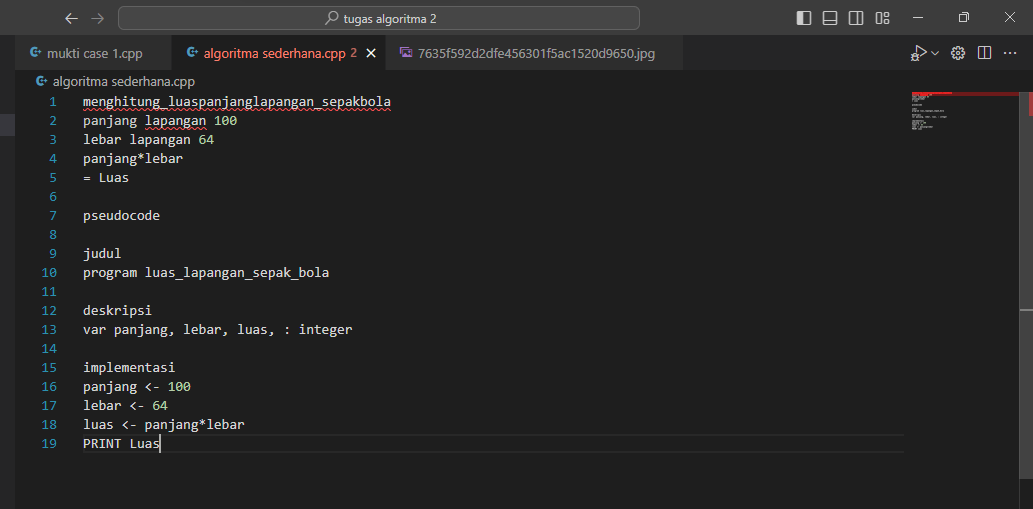 tugas algoritma 2
mukti case 1.cpp
algoritma sederhana.cpp 2
7635f592d2dfe456301f5ac1520d9650.jpg
algoritma sederhana.cpp
1 menghitung_luaspanjanglapangan_sepakbola
2 panjang lapangan 100
3 lebar lapangan 64
4 panjang*lebar
5 = Luas
6
7 pseudocode
8
9 judul
10 program luas_lapangan_sepak_bola
11
12 deskripsi
13 var panjang, lebar, luas, : integer
14
15 implementasi
16 panjang <- 100
17 lebar <- 64
18 luas <- panjang*lebar
19 PRINT Luas